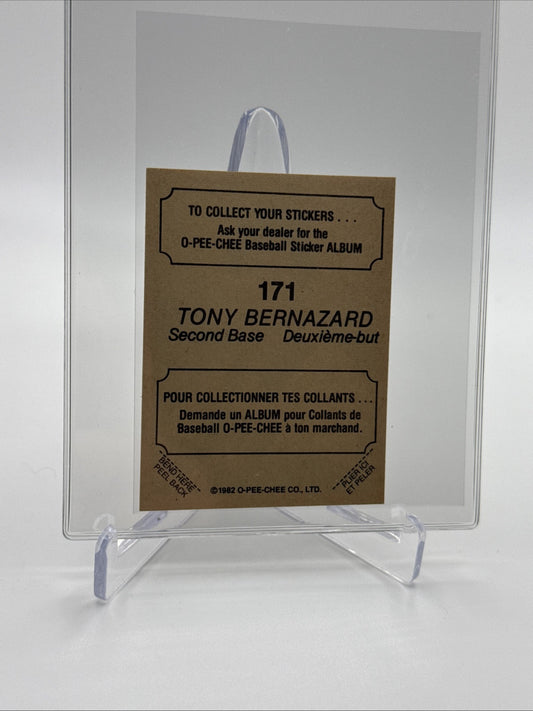 TO COLLECT YOUR STICKERS . . .
Ask your dealer for the
O-PEE-CHEE Baseball Sticker ALBUM
171
TONY BERNAZARD
Second Base Deuxième-but
POUR COLLECTIONNER TES COLLANTS . . .
Demande un ALBUM pour Collants de
Baseball O-PEE-CHEE à ton marchand.
BEND HERE
PEEL BACK
©1982 O-PEE-CHEE CO., LTD.
PLIER ICI
ET PELER